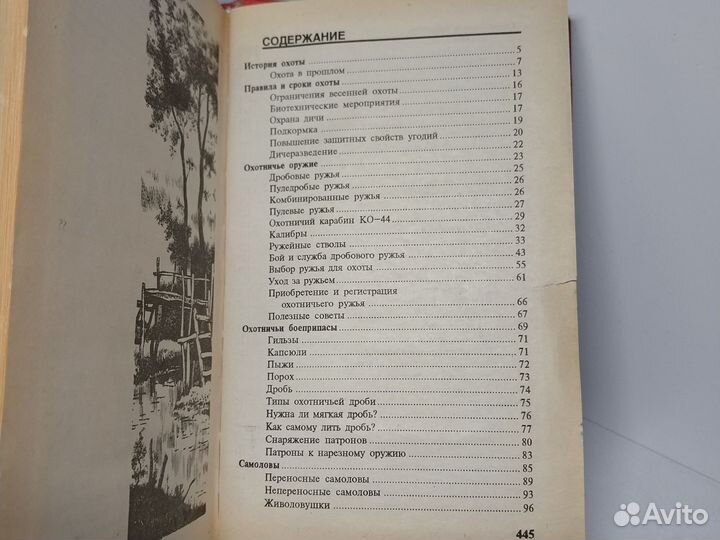 СОДЕРЖАНИЕ
История охоты 5
Охота в прошлом 7
Правила и сроки охоты 13
Ограничения весенней охоты 16
Биотехнические мероприятия 17
Охрана дичи 17
Подкормка 19
Повышение защитных свойств угодий 20
Дичеразведение 22
Охотничье оружие 23
Дробовые ружья 25
Пуледробые ружья 26
Комбинированные ружья 26
Пулевые ружья 27
Охотничий карабин КО-44 29
Калибры 32
Ружейные стволы 33
Бой и служба дробового ружья 43
Выбор ружья для охоты 55
Уход за ружьем 61
Приобретение и регистрация
охотничьего ружья 66
Полезные советы 67
Охотничьи боеприпасы 69
Гильзы 71
Капсюли 71
Пыжи 72
Порох 73
Дробь 74
Типы охотничьей дроби 75
Нужна ли мягкая дробь? 76
Как самому лить дробь? 77
Снаряжение патронов 80
Патроны к нарезному оружию 83
Самоловы 85
Переносные самоловы 89
Непереносные самоловы 93
Живоловушки 96
445
Avito